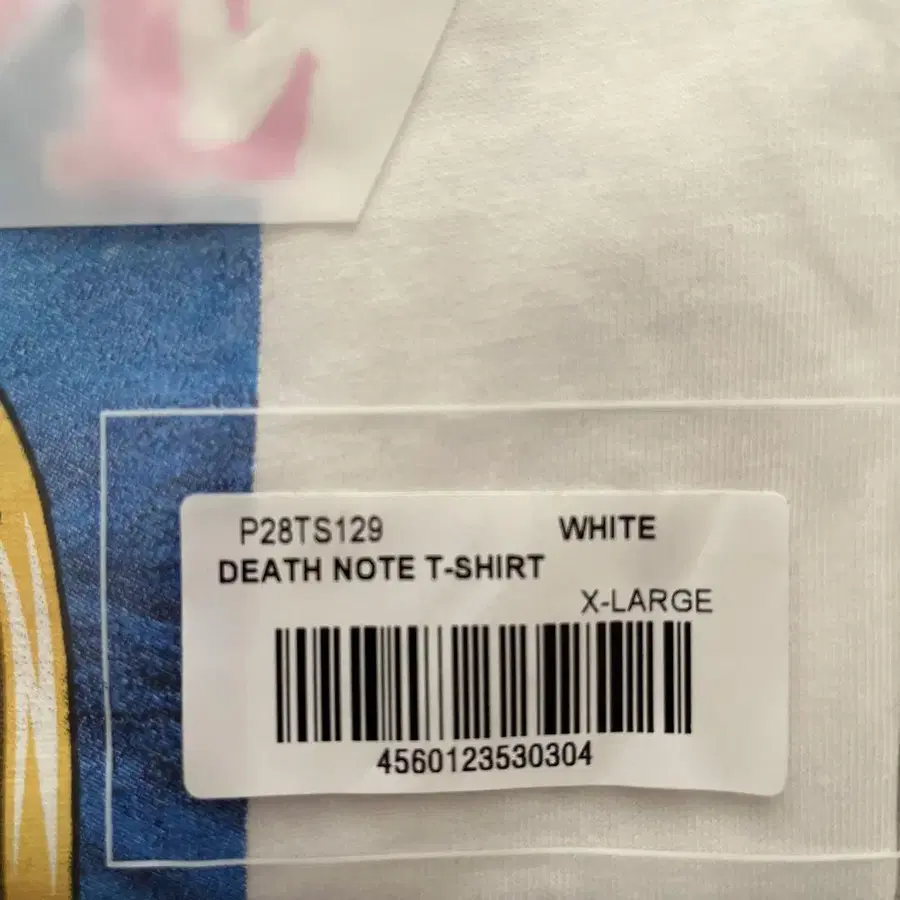 P28TS129 WHITE
DEATH NOTE T-SHIRT
X-LARGE
4560123530304